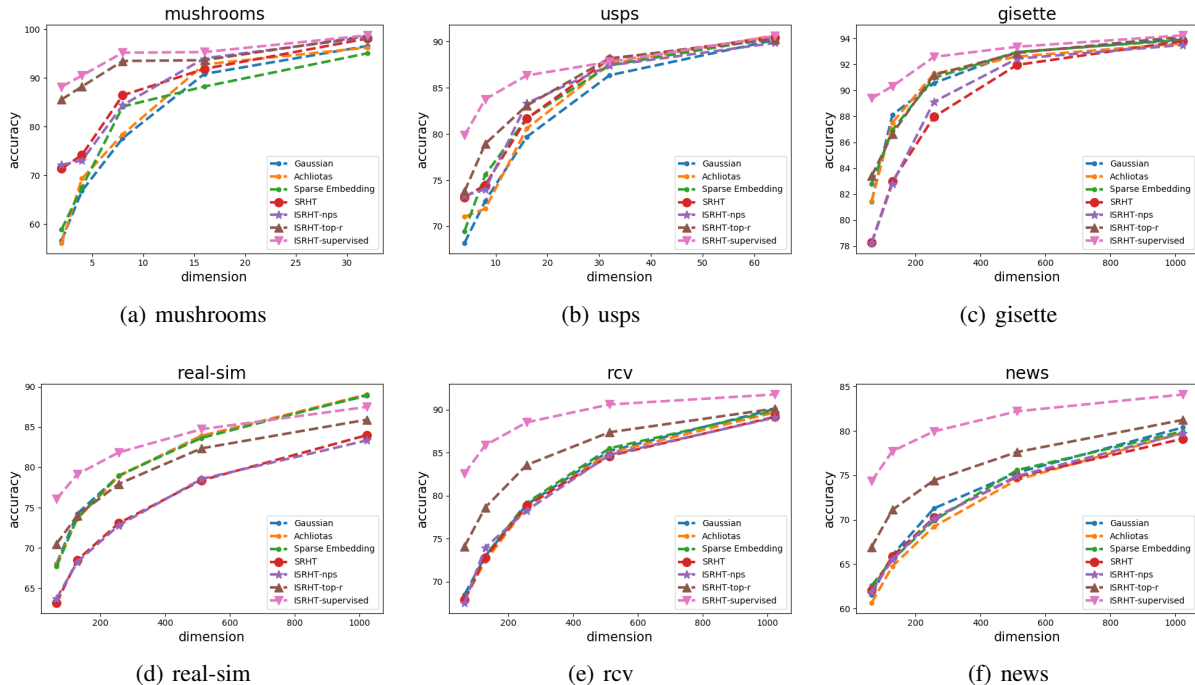 mushrooms
usps
gisette
100
90
80
70
60
accuracy
Gaussian
Achliotas
Sparse Embedding
SRHT
ISRHT-nps
ISRHT-top-r
ISRHT-supervised
5 10 15 20 25 30
dimension
90
85
80
75
70
accuracy
Gaussian
Achliotas
Sparse Embedding
SRHT
ISRHT-nps
ISRHT-top-r
ISRHT-supervised
0 10 20 30 40 50 60
dimension
94
92
90
88
86
84
82
80
78
accuracy
Gaussian
Achliotas
Sparse Embedding
SRHT
ISRHT-nps
ISRHT-top-r
ISRHT-supervised
200 400 600 800 1000
dimension
(a) mushrooms
(b) usps
(c) gisette
real-sim
rcv
news
90
85
80
75
70
65
accuracy
Gaussian
Achliotas
Sparse Embedding
SRHT
ISRHT-nps
ISRHT-top-r
ISRHT-supervised
200 400 600 800 1000
dimension
90
85
80
75
70
accuracy
Gaussian
Achliotas
Sparse Embedding
SRHT
ISRHT-nps
ISRHT-top-r
ISRHT-supervised
200 400 600 800 1000
dimension
85
80
75
70
65
60
accuracy
Gaussian
Achliotas
Sparse Embedding
SRHT
ISRHT-nps
ISRHT-top-r
ISRHT-supervised
200 400 600 800 1000
dimension
(d) real-sim
(e) rcv
(f) news